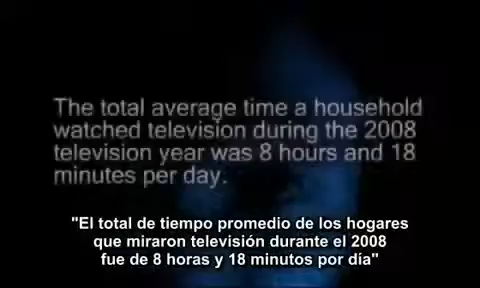 The total average time a household
watched television during the 2008
television year was 8 hours and 18
minutes per day.
"El total de tiempo promedio de los hogares
que miraron televisión durante el 2008
fue de 8 horas y 18 minutos por día"